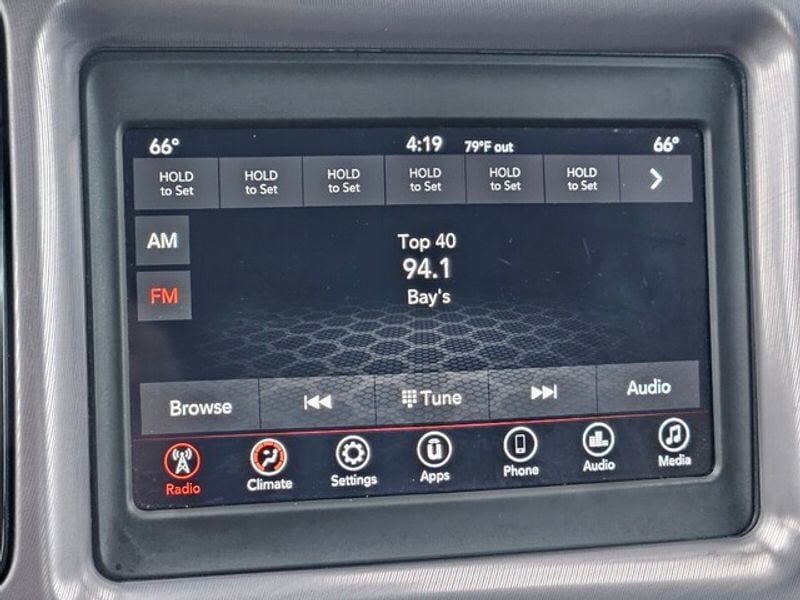 66° 4:19 79°F out 66°
HOLD to Set HOLD to Set HOLD to Set HOLD to Set HOLD to Set HOLD to Set
AM
Top 40
94.1
FM
Bay's
Browse Tune Audio
Radio Climate Settings Apps Phone Audio Media